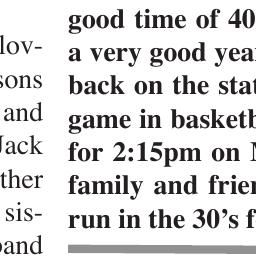 lov-
sons
and
Jack
ther
sis-
band
good time of 40
a very good yea
back on the stat
game in basketb
for 2:15pm on
family and frien
run in the 30's f